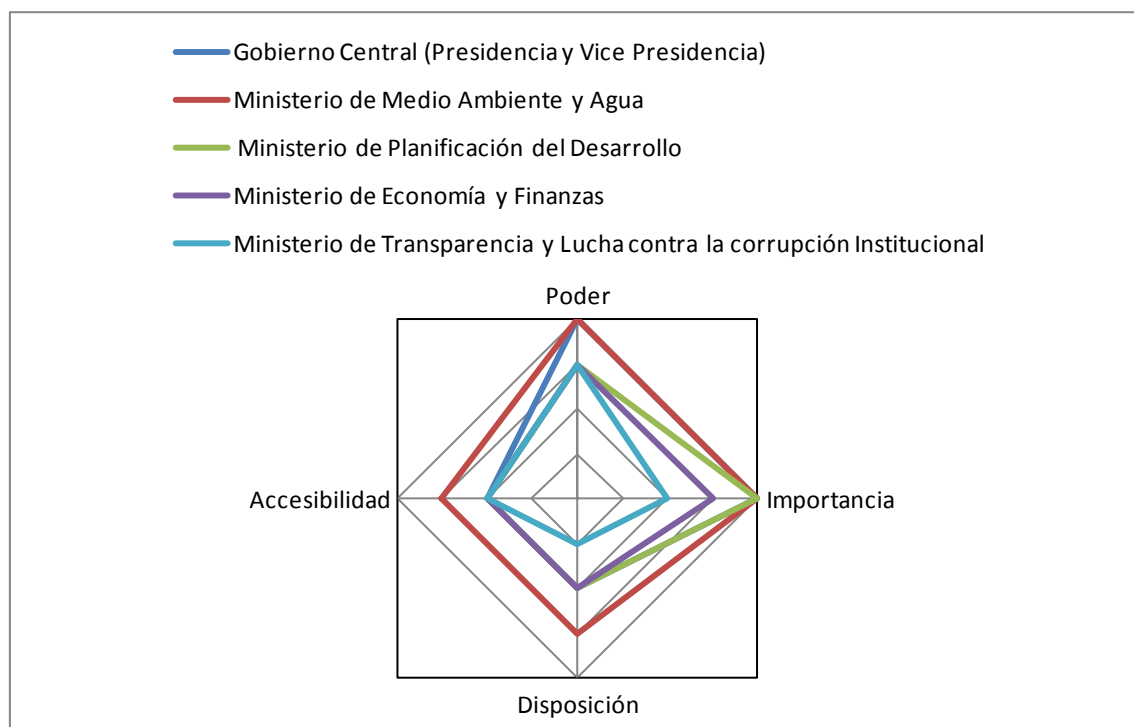 Gobierno Central (Presidencia y Vice Presidencia)
Ministerio de Medio Ambiente y Agua
Ministerio de Planificación del Desarrollo
Ministerio de Economía y Finanzas
Ministerio de Transparencia y Lucha contra la corrupción Institucional
Poder
Accesibilidad
Importancia
Disposición